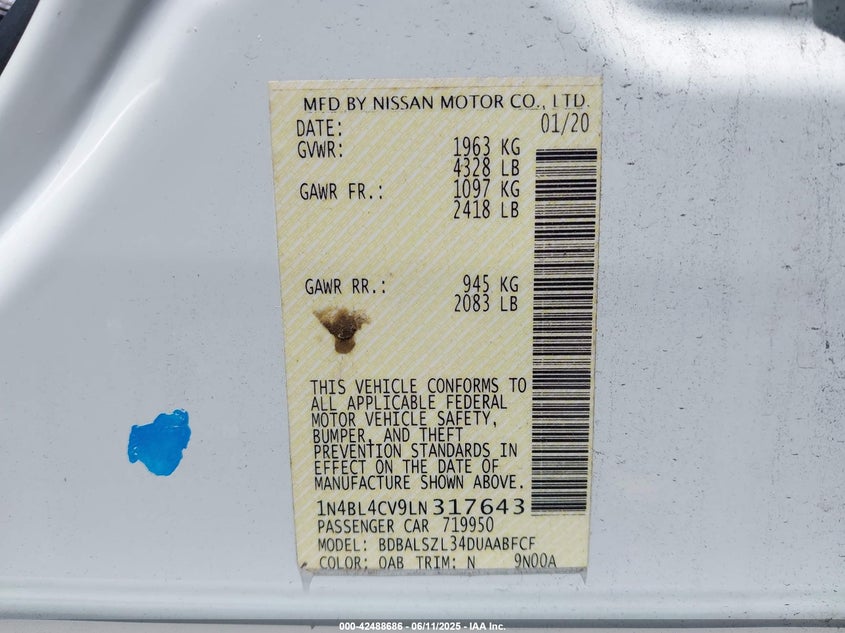 MFD BY NISSAN MOTOR CO., LTD.
DATE: 01/20
GVWR: 1963 KG
4328 LB
GAWR FR.: 1097 KG
2418 LB
GAWR RR.: 945 KG
2083 LB
THIS VEHICLE CONFORMS TO
ALL APPLICABLE FEDERAL
MOTOR VEHICLE SAFETY,
BUMPER, AND THEFT
PREVENTION STANDARDS IN
EFFECT ON THE DATE OF
MANUFACTURE SHOWN ABOVE.
1N4BL4CV9LN317643
PASSENGER CAR 719950
MODEL: BDBALSZL34DUAABFCF
COLOR: QAB TRIM: N 9N00A
000-42488686 - 06/11/2025 - IAA Inc.